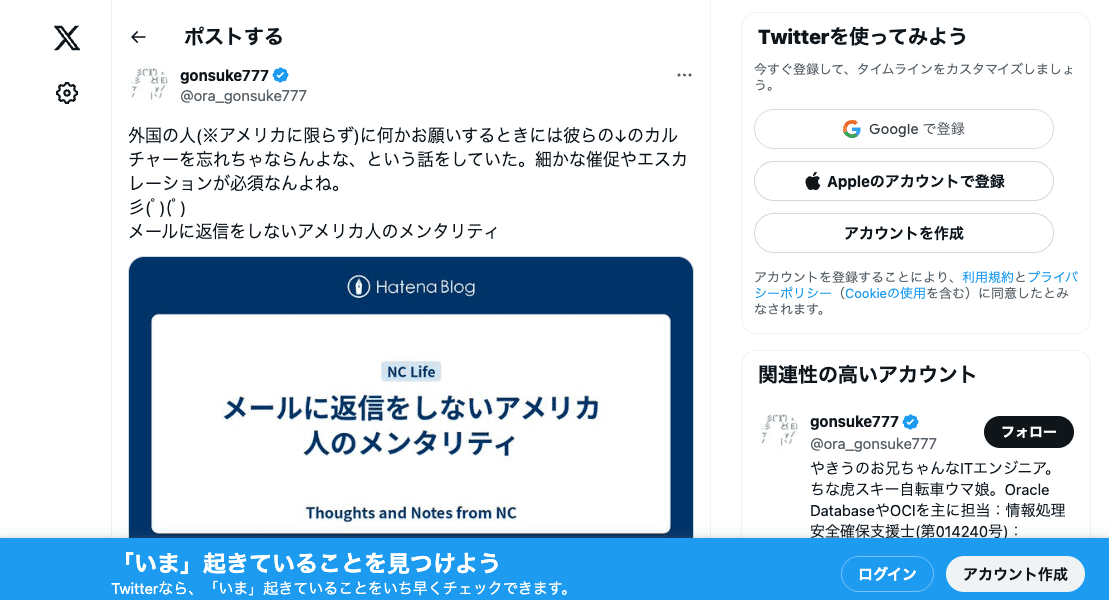 ポストする
gonsuke777
@ora_gonsuke777
外国の人(※アメリカに限らず)に何かお願いするときには彼らの↓のカル
チャーを忘れちゃならんよな、という話をしていた。細かな催促やエスカ
レーションが必須なんよね。
彡(ﾟ)(ﾟ)
メールに返信をしないアメリカ人のメンタリティ
Hatena Blog
NC Life
メールに返信をしないアメリカ
人のメンタリティ
Thoughts and Notes from NC
Twitterを使ってみよう
今すぐ登録して、タイムラインをカスタマイズしましょ
う。
Google で登録
Appleのアカウントで登録
アカウントを作成
アカウントを登録することにより、利用規約とプライバ
シーポリシー（Cookieの使用を含む）に同意したとみ
なされます。
関連性の高いアカウント
gonsuke777
@ora_gonsuke777
フォロー
やきうのお兄ちゃんなITエンジニア。
ちな虎スキー自転車ウマ娘。Oracle
DatabaseやOCIを主に担当：情報処理
安全確保支援士(第014240号)：
「いま」起きていることを見つけよう
Twitterなら、「いま」起きていることをいち早くチェックできます。
ログイン
アカウント作成